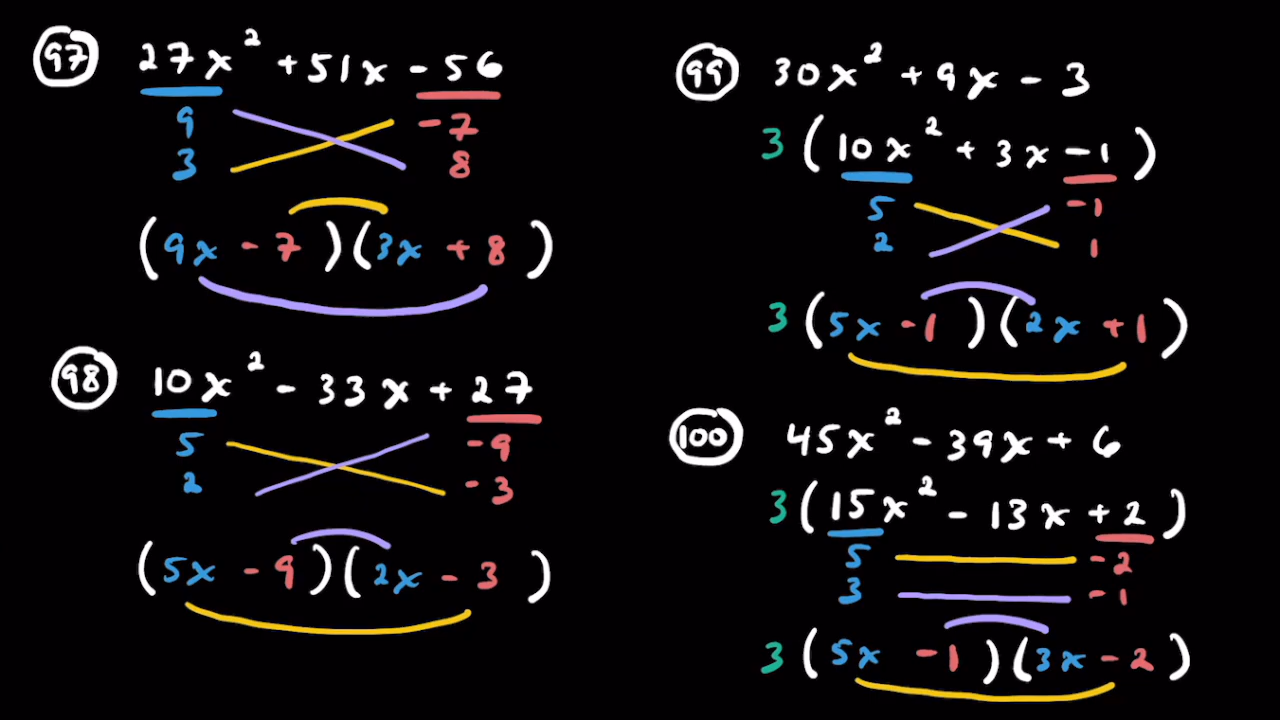 97 27x² + 51x - 56
9 -7
3 8
(9x - 7)(3x + 8)
98 10x² - 33x + 27
5 -9
2 -3
(5x - 9)(2x - 3)
99 30x² + 9x - 3
3(10x² + 3x - 1)
5 -1
2 1
3(5x - 1)(2x + 1)
100 45x² - 39x + 6
3(15x² - 13x + 2)
5 -2
3 -1
3(5x - 1)(3x - 2)